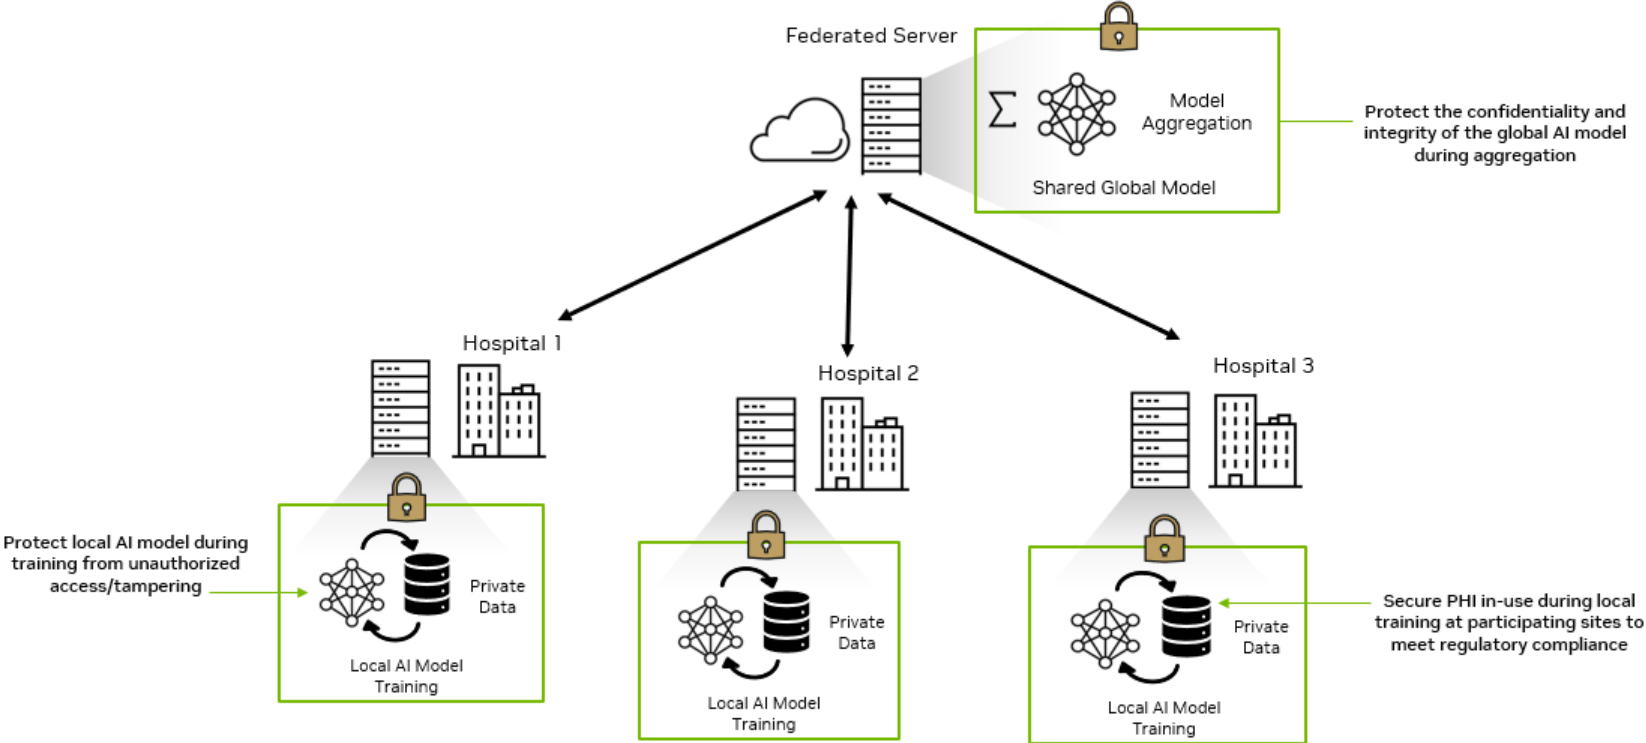 Federated Server
Σ
Model
Aggregation
Shared Global Model
Protect the confidentiality and
integrity of the global AI model
during aggregation
Hospital 1
Hospital 2
Hospital 3
Protect local AI model during
training from unauthorized
access/tampering
Private
Data
Local AI Model
Training
Private
Data
Local AI Model
Training
Private
Data
Local AI Model
Training
Secure PHI in-use during local
training at participating sites to
meet regulatory compliance